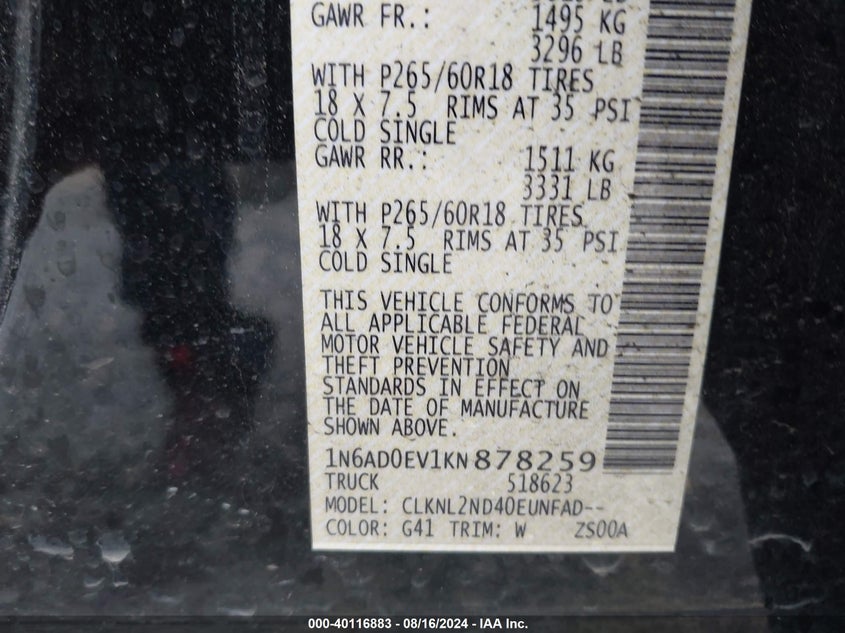 GAWR FR.: 1495 KG
3296 LB
WITH P265/60R18 TIRES
18 X 7.5 RIMS AT 35 PSI
COLD SINGLE
GAWR RR.: 1511 KG
3331 LB
WITH P265/60R18 TIRES
18 X 7.5 RIMS AT 35 PSI
COLD SINGLE
THIS VEHICLE CONFORMS TO
ALL APPLICABLE FEDERAL
MOTOR VEHICLE SAFETY AND
THEFT PREVENTION
STANDARDS IN EFFECT ON
THE DATE OF MANUFACTURE
SHOWN ABOVE.
1N6AD0EV1KN878259
TRUCK 518623
MODEL: CLKNL2ND40EUNFAD--
COLOR: G41 TRIM: W ZS00A
000-40116883 - 08/16/2024 - IAA Inc.